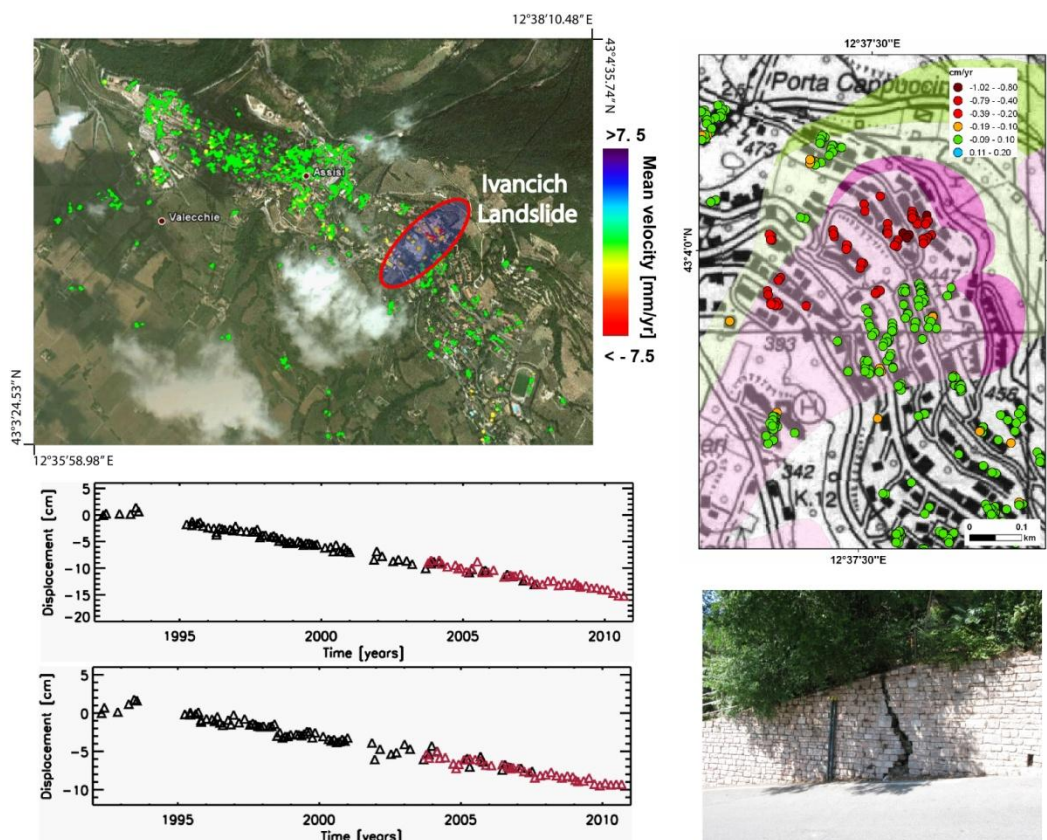 12°38'10.48" E
43°4'35.74" N
Assisi
Valecchie
Ivancich
Landslide
>7. 5
Mean velocity [mm/yr]
< - 7.5
43°3'24.53" N
12°35'58.98" E
12°37'30"E
Porta Cappuccin
cm/yr
-1.02 - -0.80
-0.79 - -0.40
-0.39 - -0.20
-0.19 - -0.10
-0.09 - 0.10
0.11 - 0.20
473
43°4'0"N
447
393
H
456
342
K.12
0 0.1
km
12°37'30"E
Displacement [cm]
5
0
-5
-10
-15
-20
1995 2000 2005 2010
Time [years]
Displacement [cm]
5
0
-5
-10
1995 2000 2005 2010
Time [years]